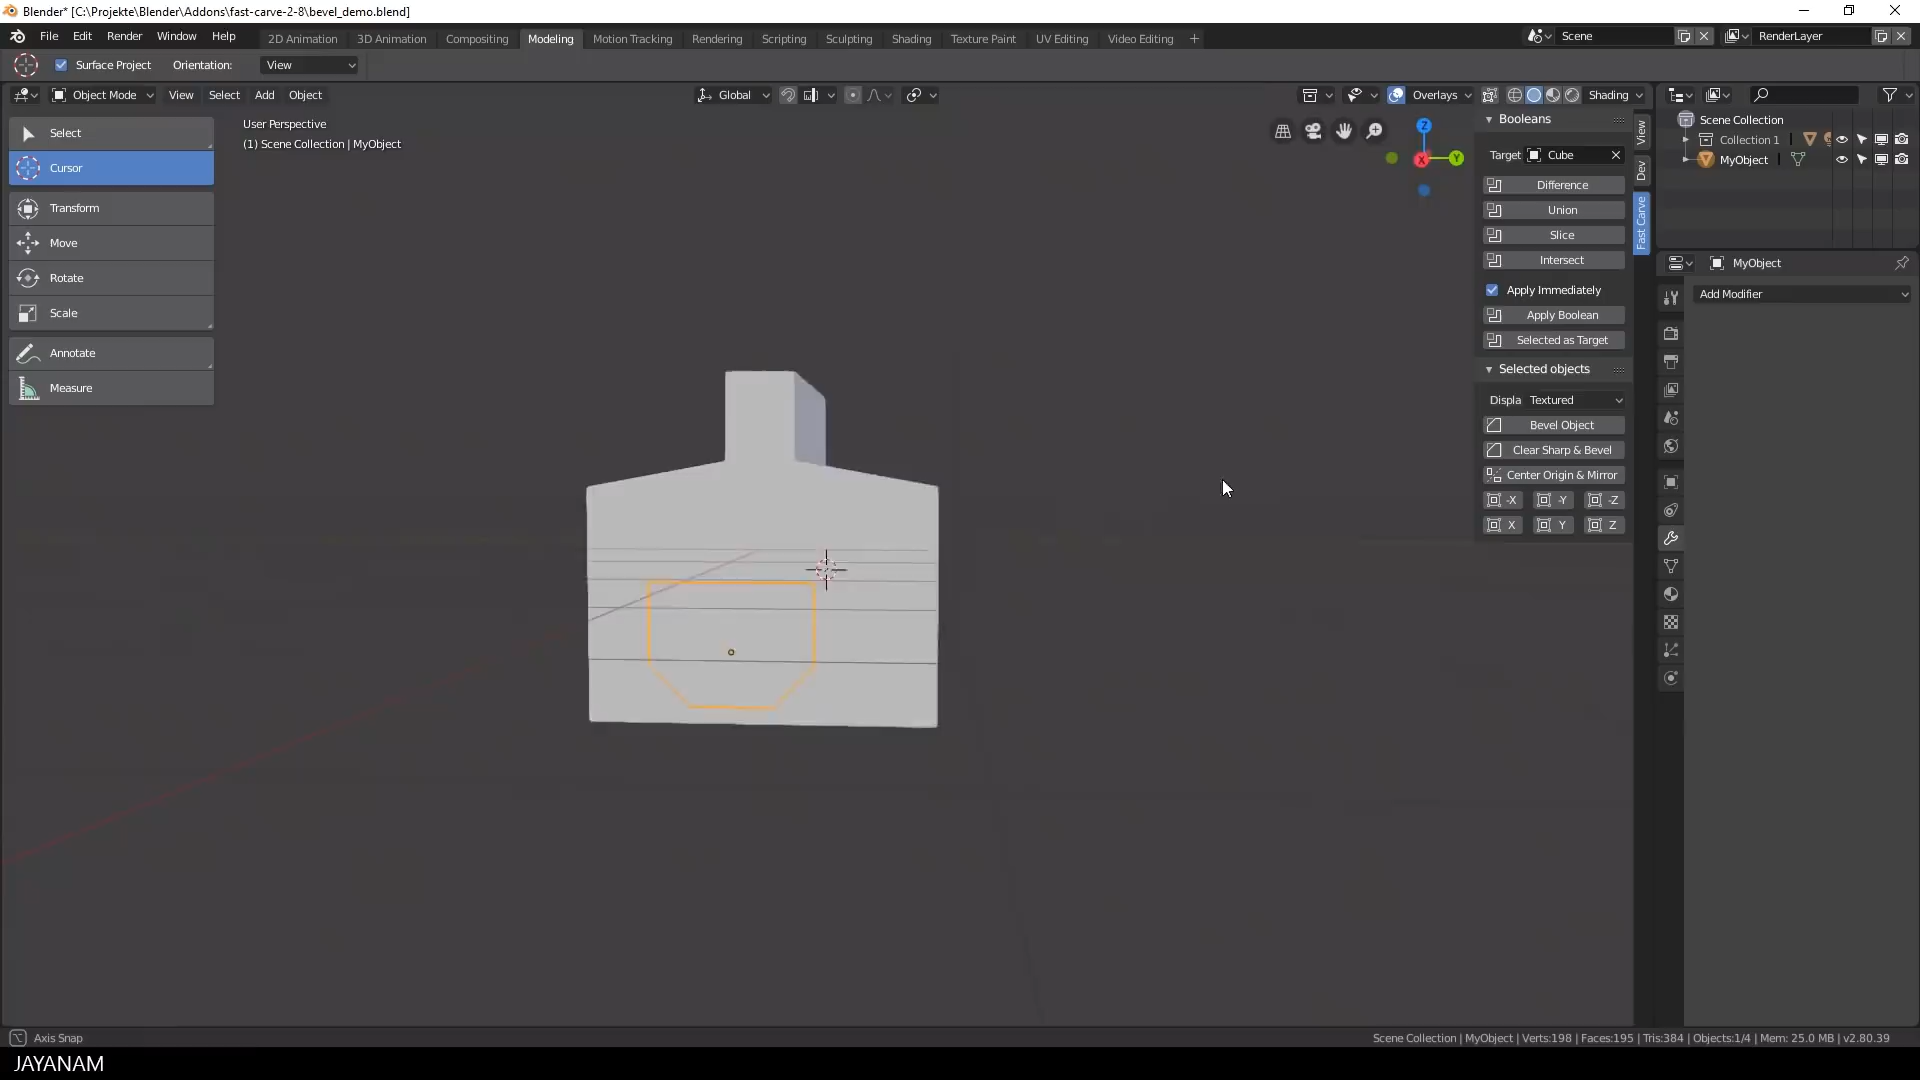 Blender* [C:\Projekte\Blender\Addons\fast-carve-2-8\bevel_demo.blend]
File Edit Render Window Help 2D Animation 3D Animation Compositing Modeling Motion Tracking Rendering Scripting Sculpting Shading Texture Paint UV Editing Video Editing + Scene RenderLayer
Surface Project Orientation: View
Object Mode View Select Add Object Global Overlays Shading
Select
Cursor
Transform
Move
Rotate
Scale
Annotate
Measure
User Perspective
(1) Scene Collection | MyObject
Z
X
Y
Booleans
Target Cube
Difference
Union
Slice
Intersect
Apply Immediately
Apply Boolean
Selected as Target
Selected objects
Displa Textured
Bevel Object
Clear Sharp & Bevel
Center Origin & Mirror
-X -Y -Z
X Y Z
View
Dev
Fast Carve
Scene Collection
Collection 1
MyObject
MyObject
Add Modifier
Axis Snap
Scene Collection | MyObject | Verts:198 | Faces:195 | Tris:384 | Objects:1/4 | Mem: 25.0 MB | v2.80.39
JAYANAM